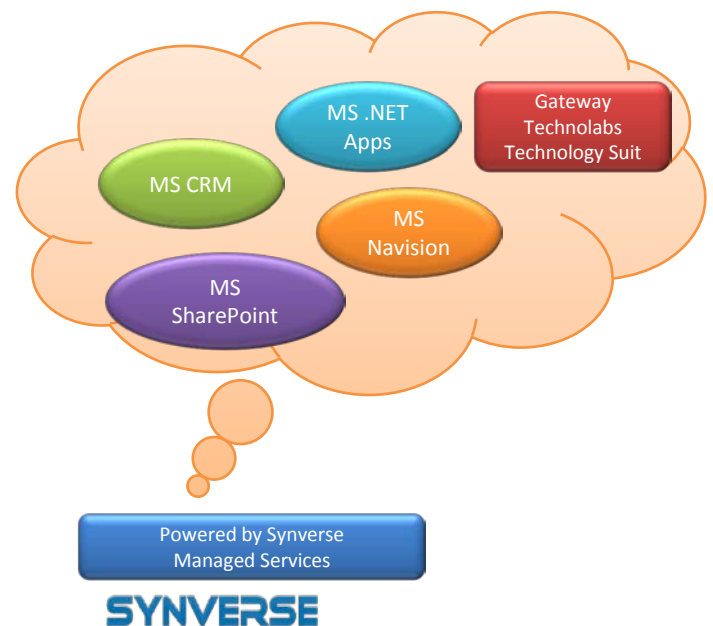 MS .NET
Apps
Gateway
Technolabs
Technology Suit
MS CRM
MS
Navision
MS
SharePoint
Powered by Synverse
Managed Services
SYNVERSE